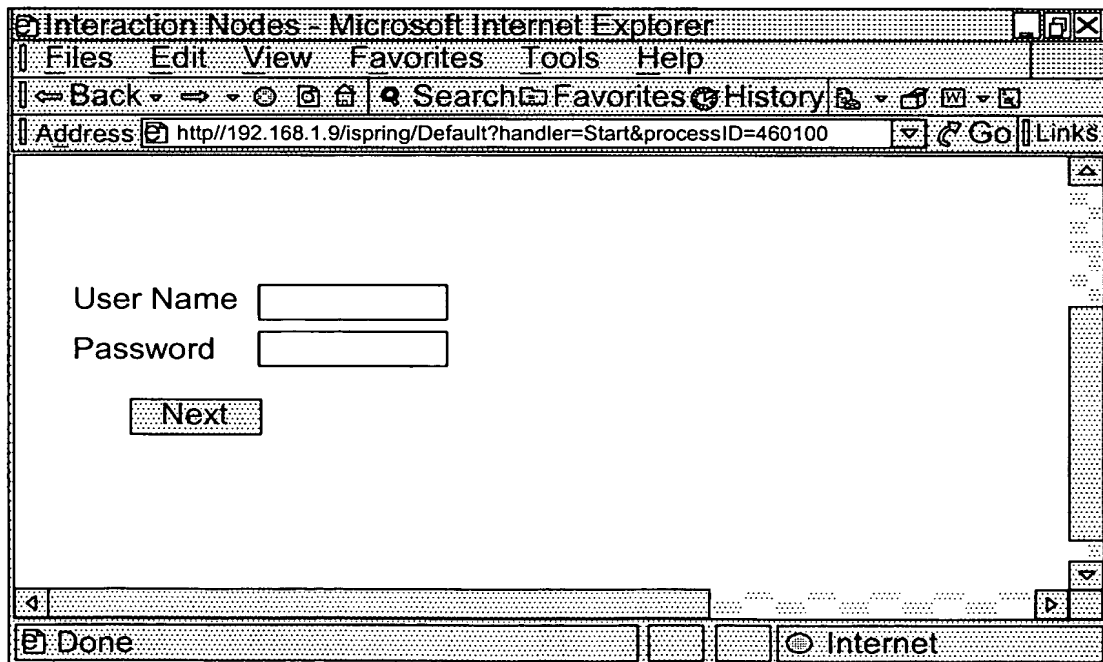 Interaction Nodes - Microsoft Internet Explorer
Files Edit View Favorites Tools Help
Back Search Favorites History W
Address http//192.168.1.9/ispring/Default?handler=Start&processID=460100 Go Links
User Name
Password
Next
Done Internet